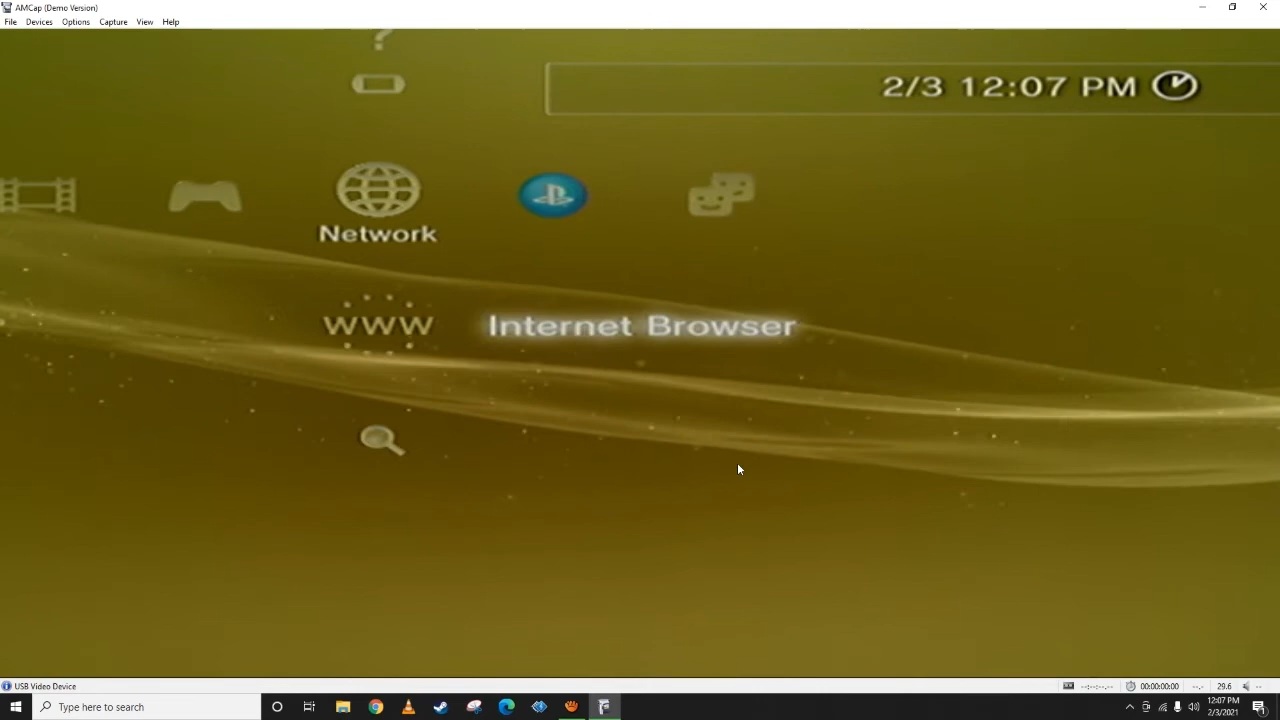 AMCap (Demo Version)
File Devices Options Capture View Help
?
2/3 12:07 PM
Network
WWW Internet Browser
USB Video Device
--:--:--.-- 00:00:00:00 --.- 29.6 --
Type here to search
12:07 PM
2/3/2021
1